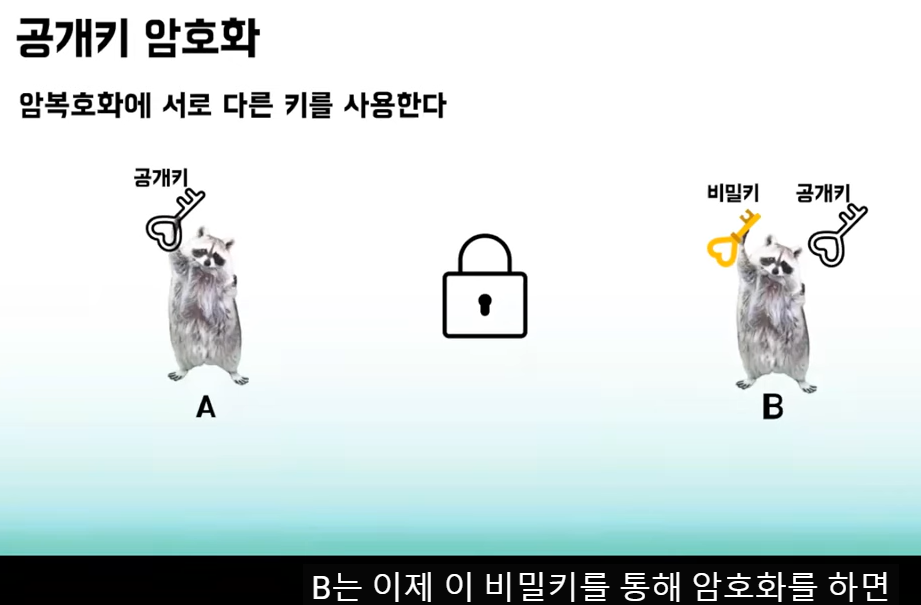 공개키 암호화
암복호화에 서로 다른 키를 사용한다
공개키
비밀키 공개키
A
B
B는 이제 이 비밀키를 통해 암호화를 하면